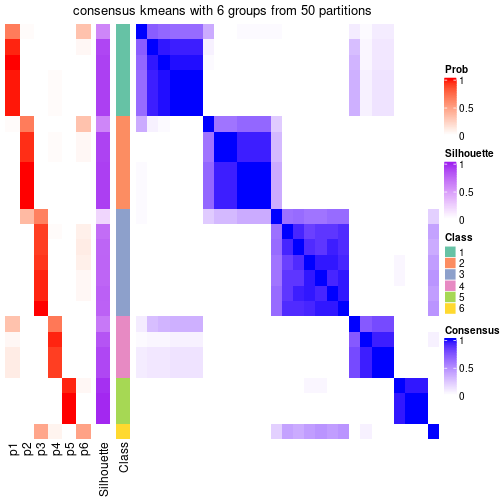 consensus kmeans with 6 groups from 50 partitions
Prob
1
0.5
0
Silhouette
1
0.5
0
Class
1
2
3
4
5
6
Consensus
1
0.5
0
p1
p2
p3
p4
p5
p6
Silhouette
Class